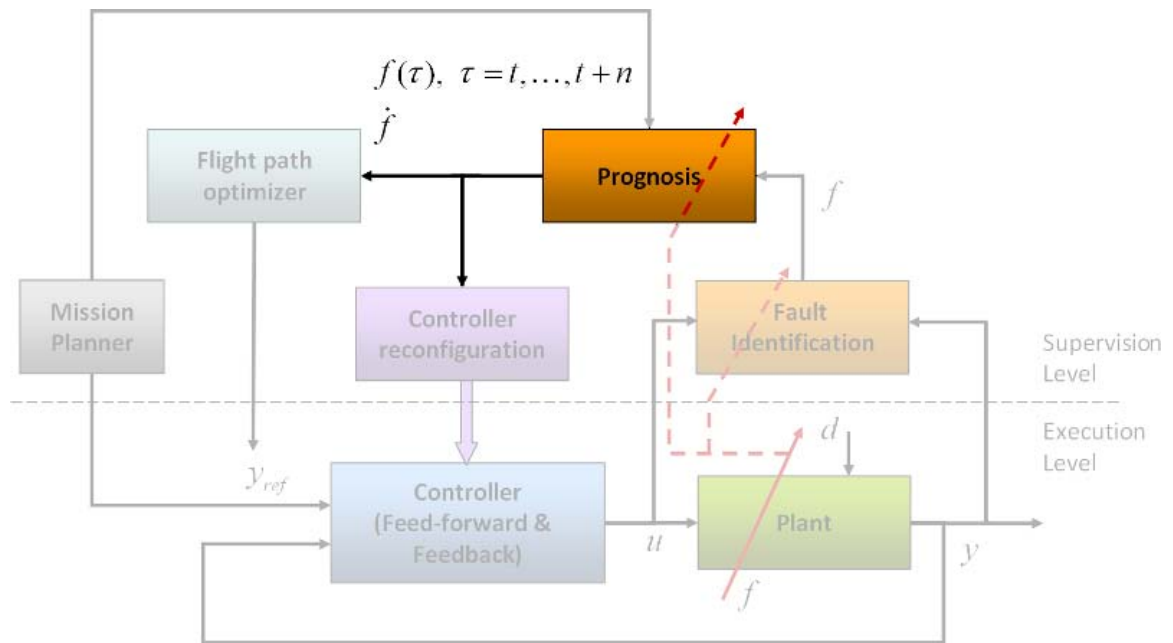 f(τ), τ = t,…,t + n
ḟ
Flight path
optimizer
Prognosis
f
Mission
Planner
Controller
reconfiguration
Fault
Identification
Supervision
Level
Execution
Level
y_ref
d
Controller
(Feed-forward &
Feedback)
u
Plant
y
f